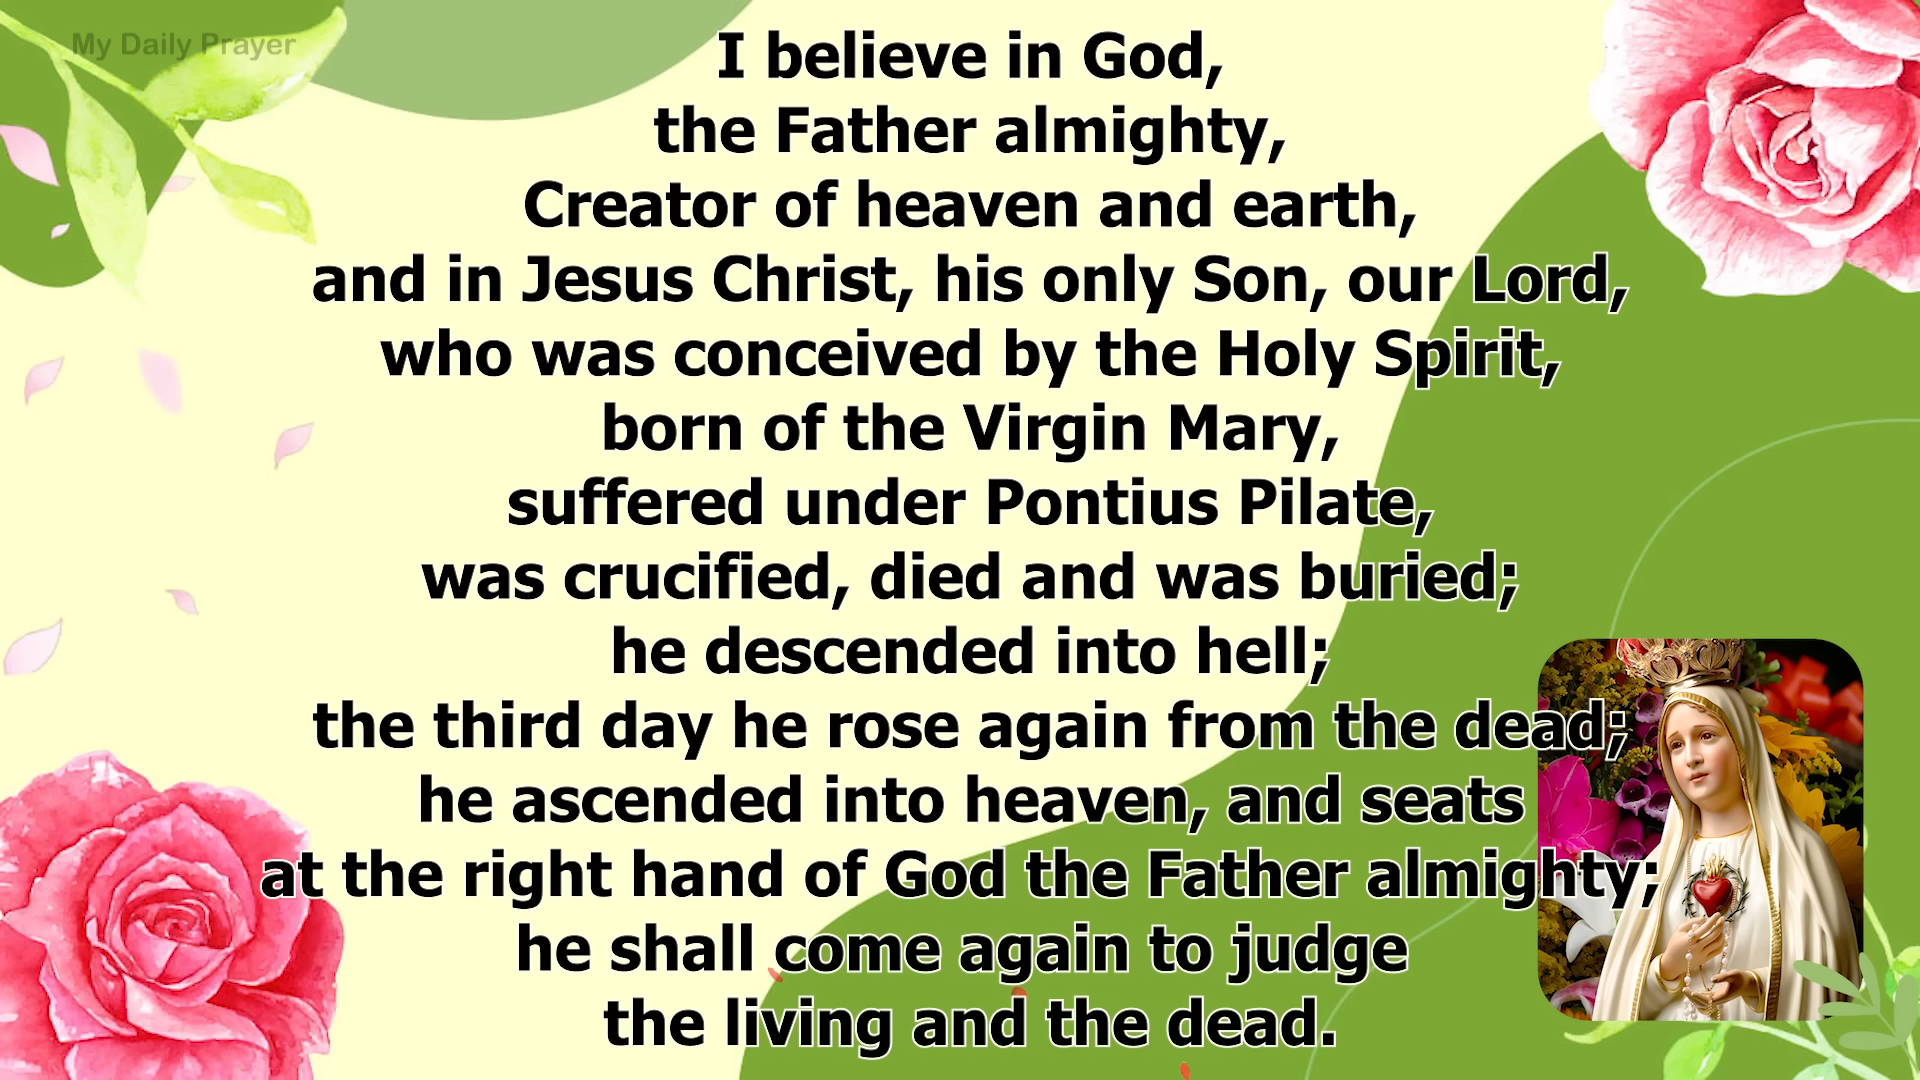 My Daily Prayer
I believe in God,
the Father almighty,
Creator of heaven and earth,
and in Jesus Christ, his only Son, our Lord,
who was conceived by the Holy Spirit,
born of the Virgin Mary,
suffered under Pontius Pilate,
was crucified, died and was buried;
he descended into hell;
the third day he rose again from the dead;
he ascended into heaven, and seats
at the right hand of God the Father almighty;
he shall come again to judge
the living and the dead.